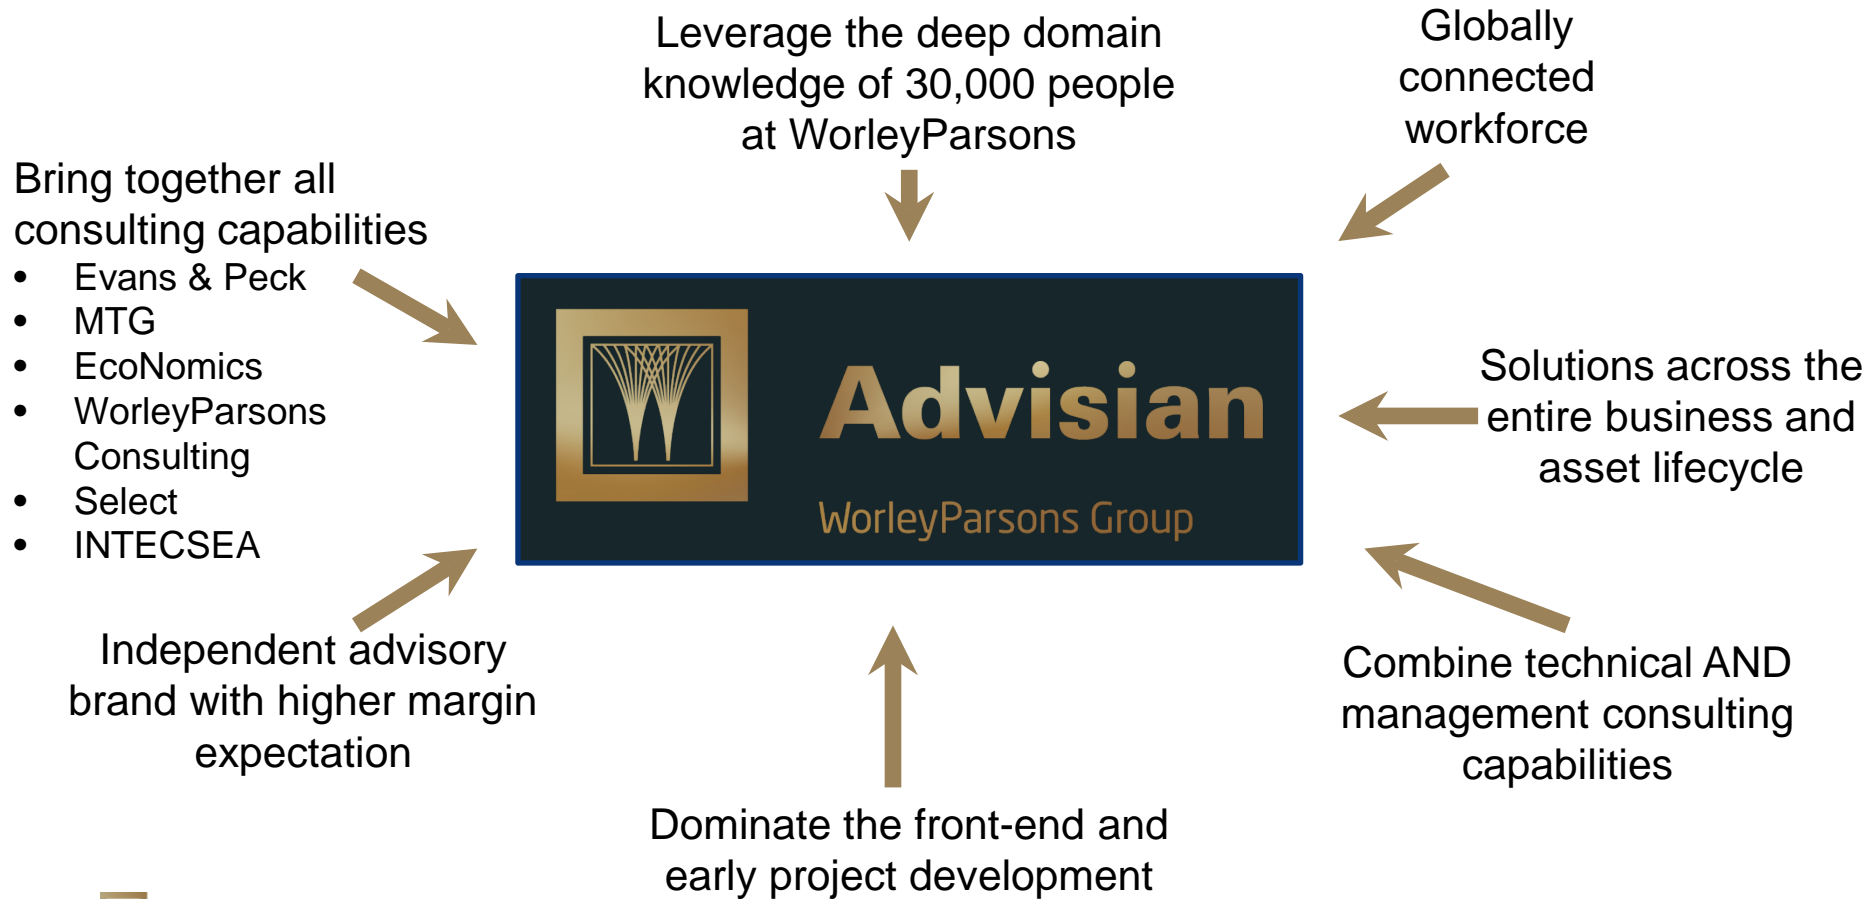 Leverage the deep domain
knowledge of 30,000 people
at WorleyParsons
Globally
connected
workforce
Bring together all
consulting capabilities
• Evans & Peck
• MTG
• EcoNomics
• WorleyParsons
Consulting
• Select
• INTECSEA
Advisian
WorleyParsons Group
Solutions across the
entire business and
asset lifecycle
Independent advisory
brand with higher margin
expectation
Combine technical AND
management consulting
capabilities
Dominate the front-end and
early project development